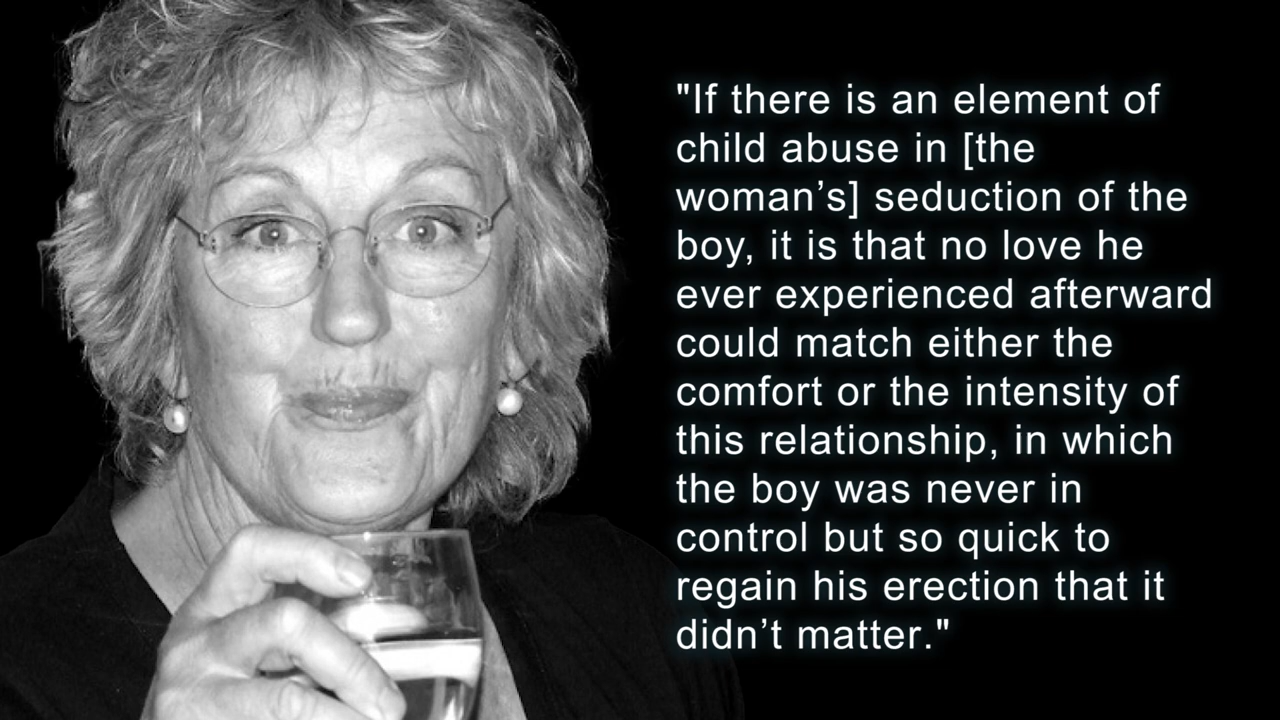 "If there is an element of
child abuse in [the
woman’s] seduction of the
boy, it is that no love he
ever experienced afterward
could match either the
comfort or the intensity of
this relationship, in which
the boy was never in
control but so quick to
regain his erection that it
didn’t matter."